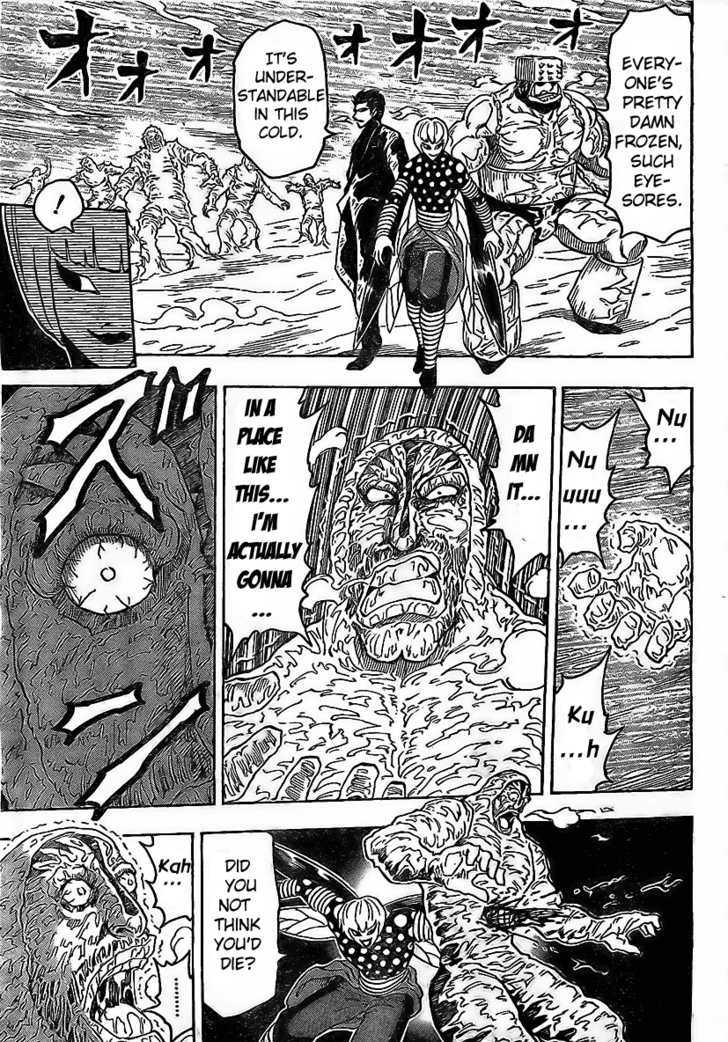 EVERY-
ONE'S
PRETTY
DAMN
FROZEN,
SUCH
EYE-
SORES.
IT'S
UNDER-
STANDABLE
IN THIS
COLD.
オオオオオオ
!
Nu
...
Nu
uuu
...
Ku
...h
DA
MN
IT...
IN A
PLACE
LIKE
THIS...
I'M
ACTUALLY
GONNA
...
ズ
ズ
ン
DID
YOU
NOT
THINK
YOU'D
DIE?
Kah
...
.........